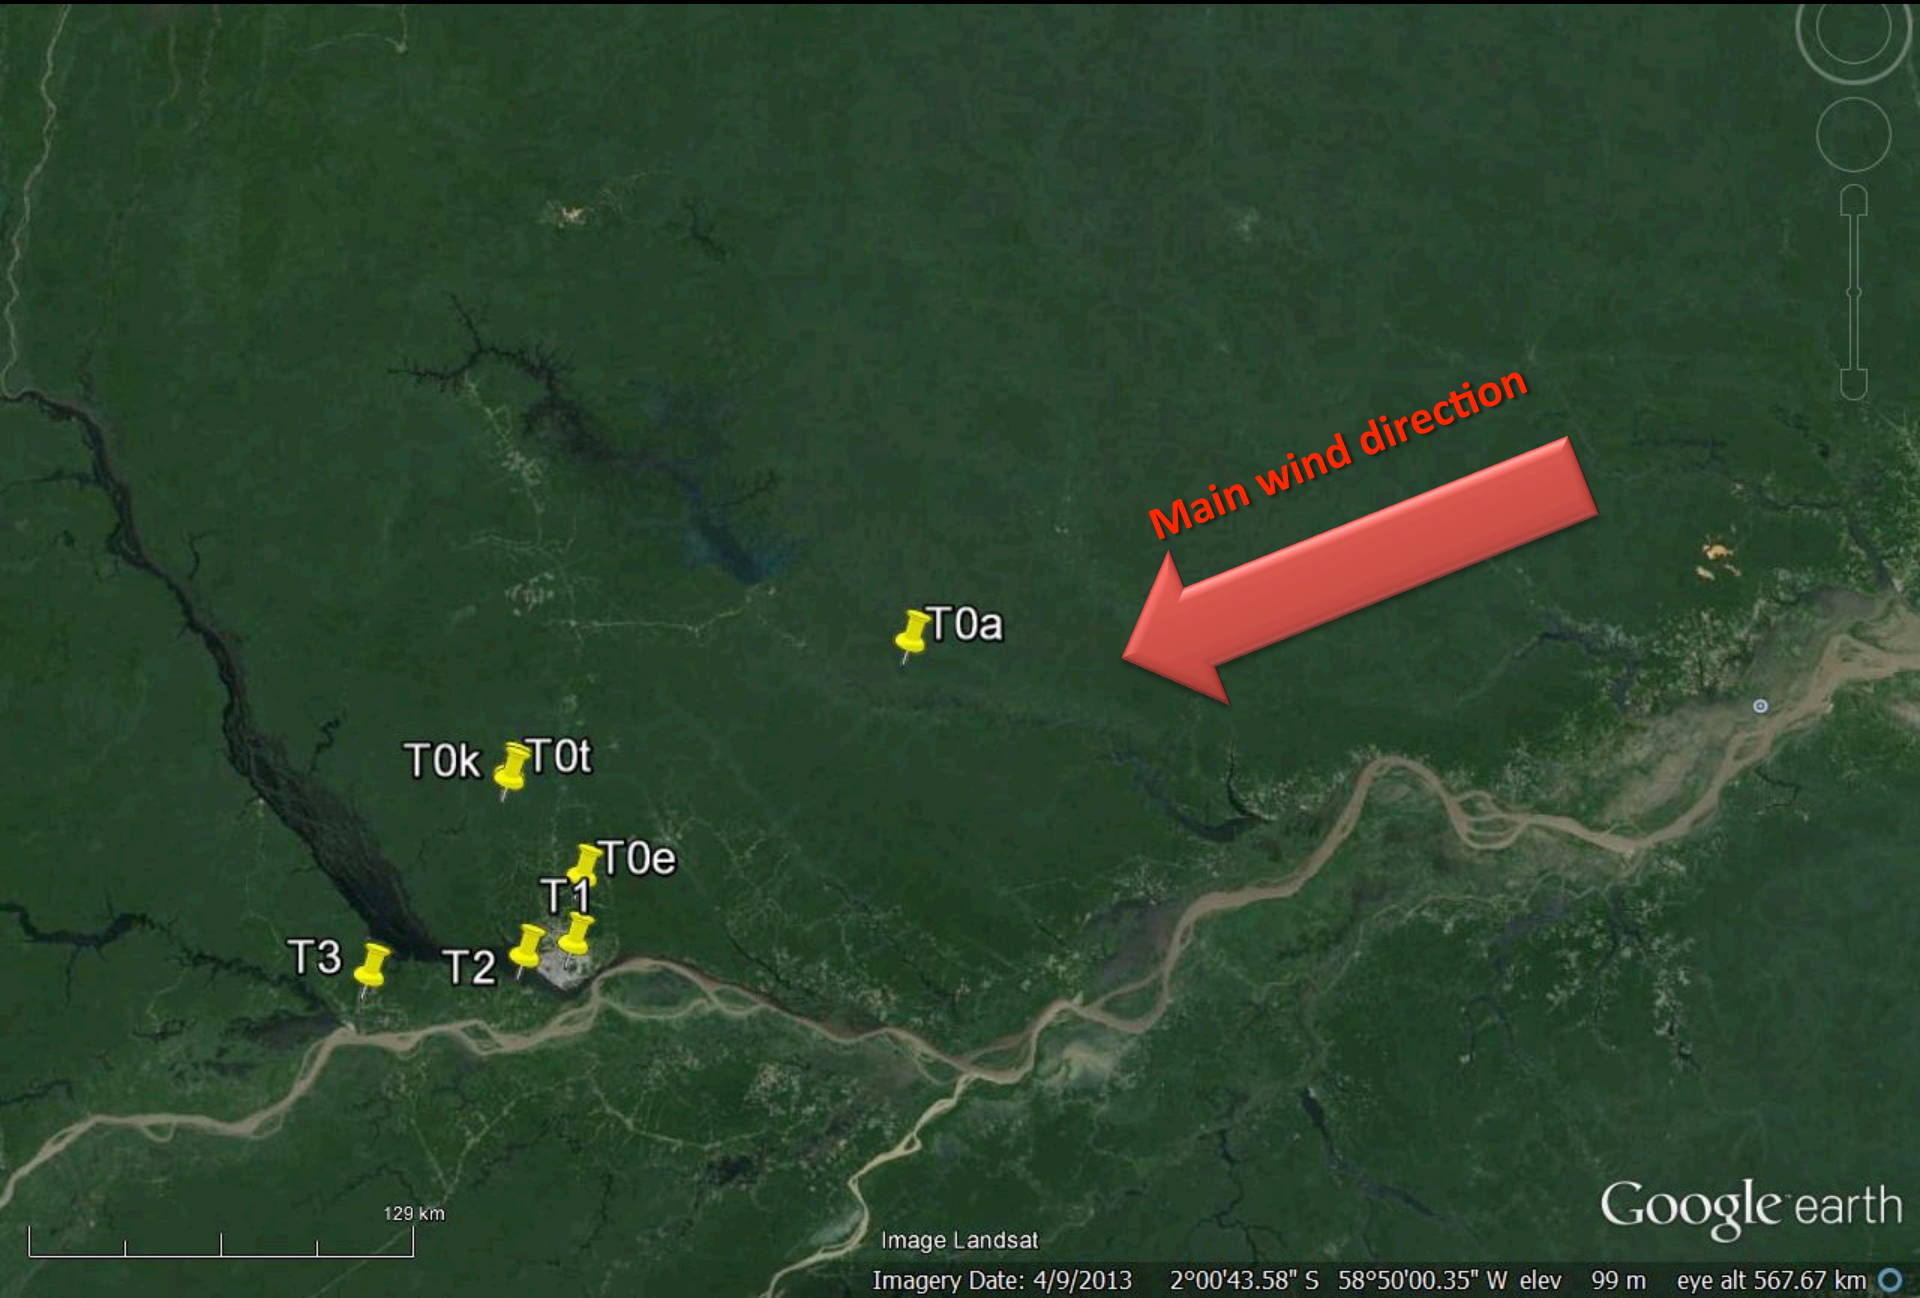 Main wind direction
T0a
T0k T0t
T0e
T1
T3
T2
129 km
Google earth
Image Landsat
Imagery Date: 4/9/2013 2°00'43.58" S 58°50'00.35" W elev 99 m eye alt 567.67 km